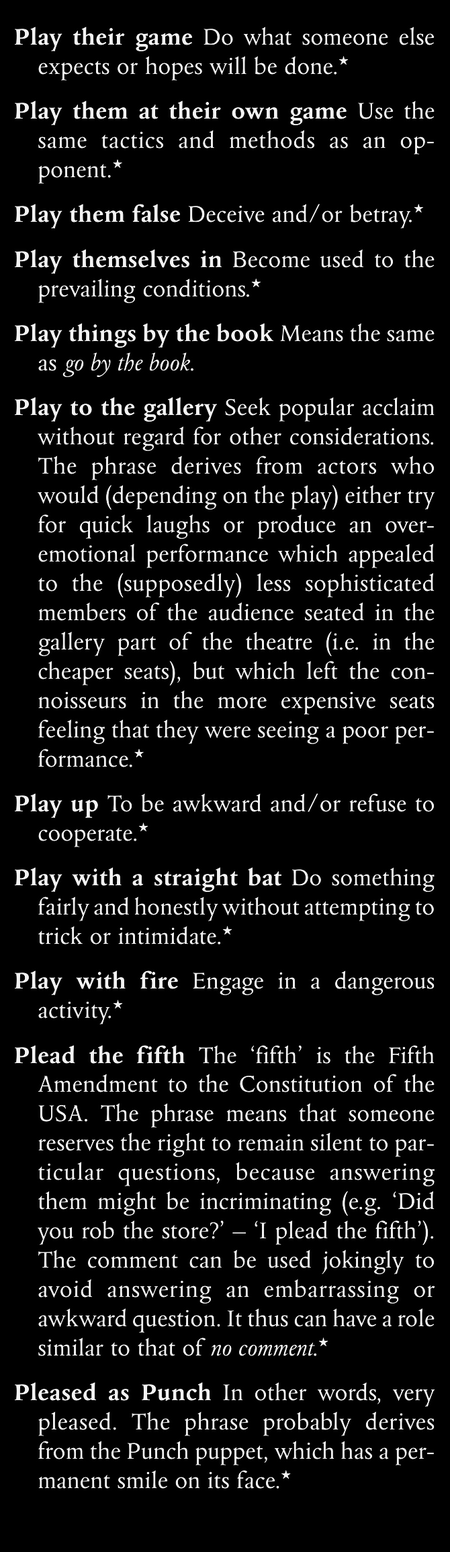 Play their game Do what someone else
expects or hopes will be done.★
Play them at their own game Use the
same tactics and methods as an op-
ponent.★
Play them false Deceive and/or betray.★
Play themselves in Become used to the
prevailing conditions.★
Play things by the book Means the same
as go by the book.
Play to the gallery Seek popular acclaim
without regard for other considerations.
The phrase derives from actors who
would (depending on the play) either try
for quick laughs or produce an over-
emotional performance which appealed
to the (supposedly) less sophisticated
members of the audience seated in the
gallery part of the theatre (i.e. in the
cheaper seats), but which left the con-
noisseurs in the more expensive seats
feeling that they were seeing a poor per-
formance.★
Play up To be awkward and/or refuse to
cooperate.★
Play with a straight bat Do something
fairly and honestly without attempting to
trick or intimidate.★
Play with fire Engage in a dangerous
activity.★
Plead the fifth The ‘fifth’ is the Fifth
Amendment to the Constitution of the
USA. The phrase means that someone
reserves the right to remain silent to par-
ticular questions, because answering
them might be incriminating (e.g. ‘Did
you rob the store?’ – ‘I plead the fifth’).
The comment can be used jokingly to
avoid answering an embarrassing or
awkward question. It thus can have a role
similar to that of no comment.★
Pleased as Punch In other words, very
pleased. The phrase probably derives
from the Punch puppet, which has a per-
manent smile on its face.★